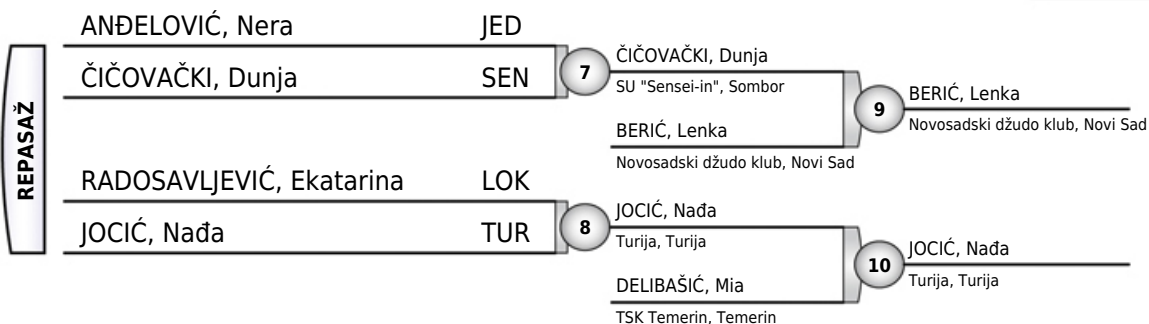 REPASAŽ
ANĐELOVIĆ, Nera JED
ČIČOVAČKI, Dunja SEN
RADOSAVLJEVIĆ, Ekatarina LOK
JOCIĆ, Nađa TUR
7
8
ČIČOVAČKI, Dunja
SU "Sensei-in", Sombor
BERIĆ, Lenka
Novosadski džudo klub, Novi Sad
JOCIĆ, Nađa
Turija, Turija
DELIBAŠIĆ, Mia
TSK Temerin, Temerin
9
10
BERIĆ, Lenka
Novosadski džudo klub, Novi Sad
JOCIĆ, Nađa
Turija, Turija